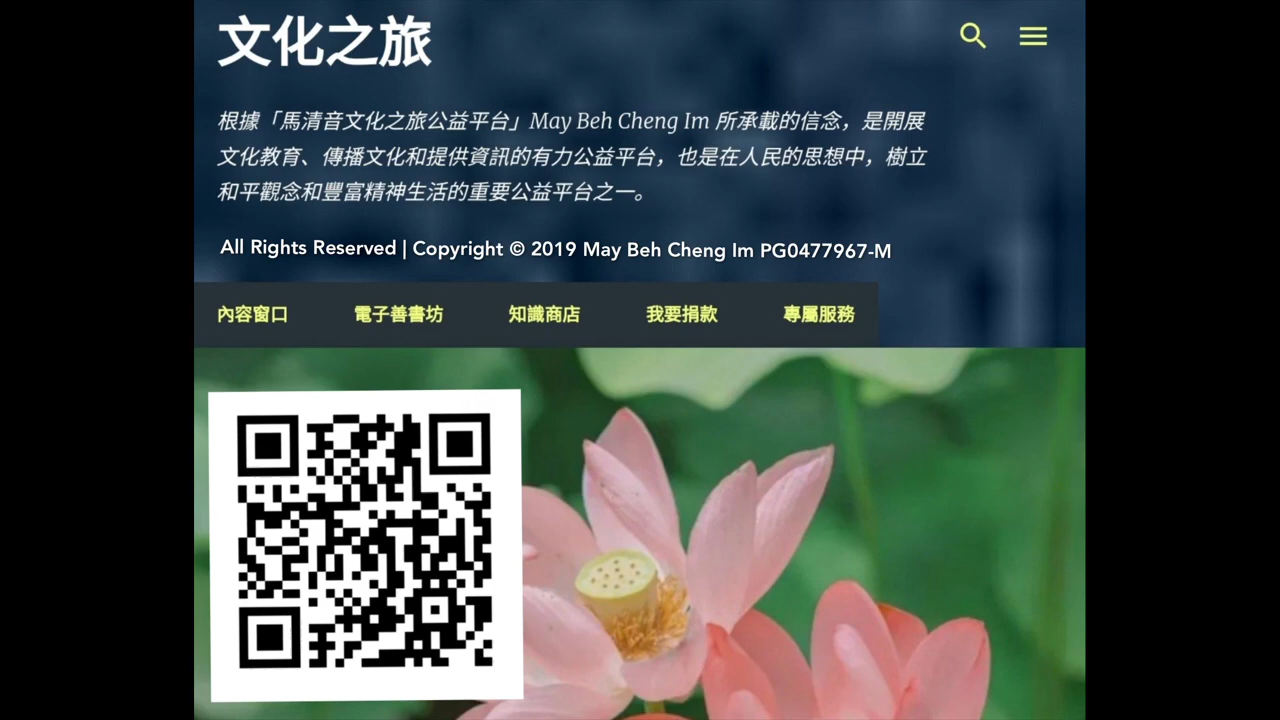 文化之旅
根據「馬清音文化之旅公益平台」May Beh Cheng Im 所承載的信念，是開展
文化教育、傳播文化和提供資訊的有力公益平台，也是在人民的思想中，樹立
和平觀念和豐富精神生活的重要公益平台之一。
All Rights Reserved | Copyright © 2019 May Beh Cheng Im PG0477967-M
內容窗口 電子善書坊 知識商店 我要捐款 專屬服務